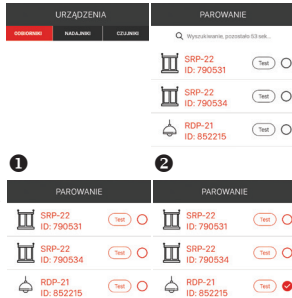 URZĄDZENIA
ODBIORNIKI NADAJNIKI CZUJNIKI
1
PAROWANIE
Wyszukiwanie, pozostało 53 sek...
SRP-22
ID: 790531
Test
SRP-22
ID: 790534
Test
RDP-21
ID: 852215
Test
2
PAROWANIE
SRP-22
ID: 790531
Test
SRP-22
ID: 790534
Test
RDP-21
ID: 852215
Test
PAROWANIE
SRP-22
ID: 790531
Test
SRP-22
ID: 790534
Test
RDP-21
ID: 852215
Test